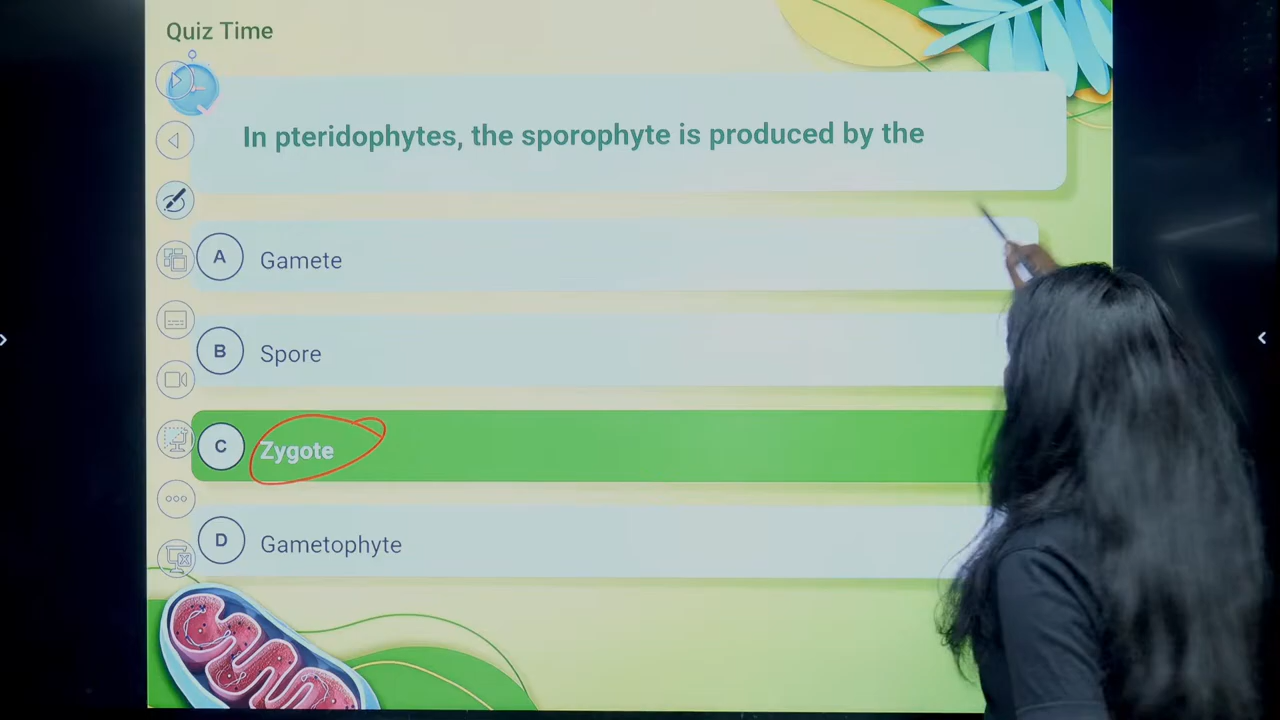 Quiz Time
In pteridophytes, the sporophyte is produced by the
A Gamete
B Spore
C Zygote
D Gametophyte